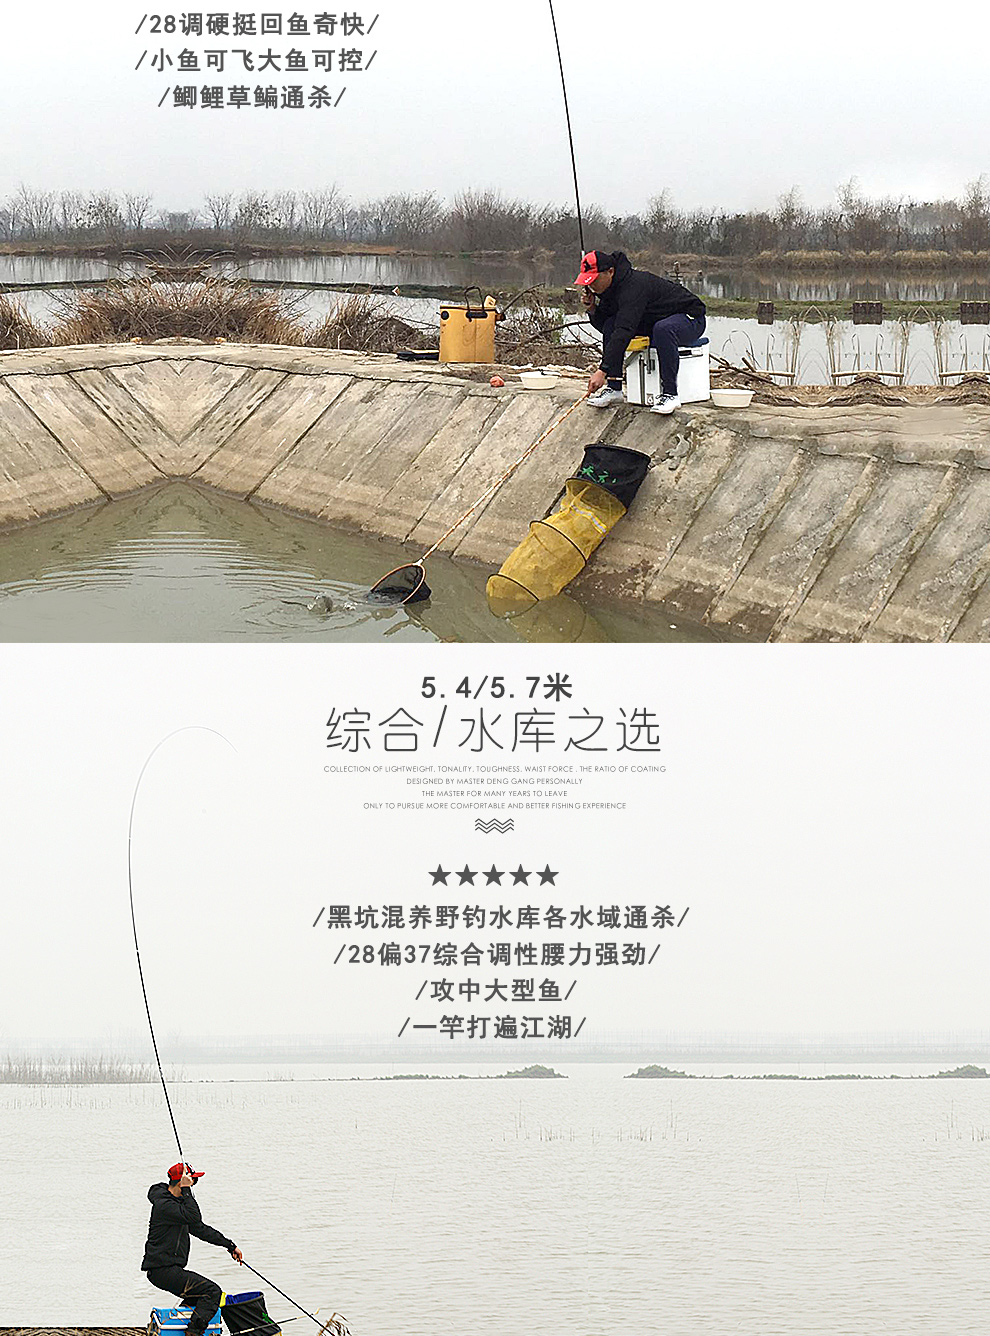 /28调硬挺回鱼奇快/
/小鱼可飞大鱼可控/
/鲫鲤草鳊通杀/
5.4/5.7米
综合/水库之选
COLLECTION OF LIGHTWEIGHT, TONALITY, TOUGHNESS, WAIST FORCE , THE RATIO OF COATING
DESIGNED BY MASTER DENG GANG PERSONALLY
THE MASTER FOR MANY YEARS TO LEAVE
ONLY TO PURSUE MORE COMFORTABLE AND BETTER FISHING EXPERIENCE
★★★★★
/黑坑混养野钓水库各水域通杀/
/28偏37综合调性腰力强劲/
/攻中大型鱼/
/一竿打遍江湖/